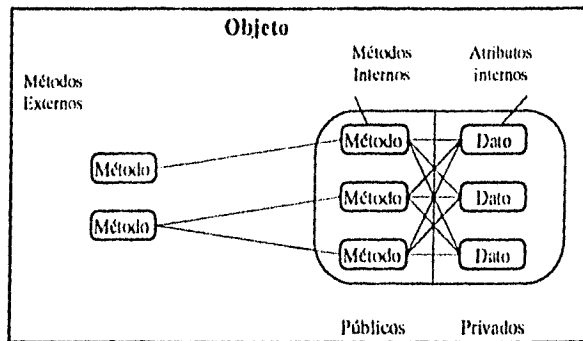 Objeto
Métodos
Externos
Métodos
Internos
Atributos
internos
Método
Dato
Método
Método
Dato
Método
Método
Dato
Públicos
Privados